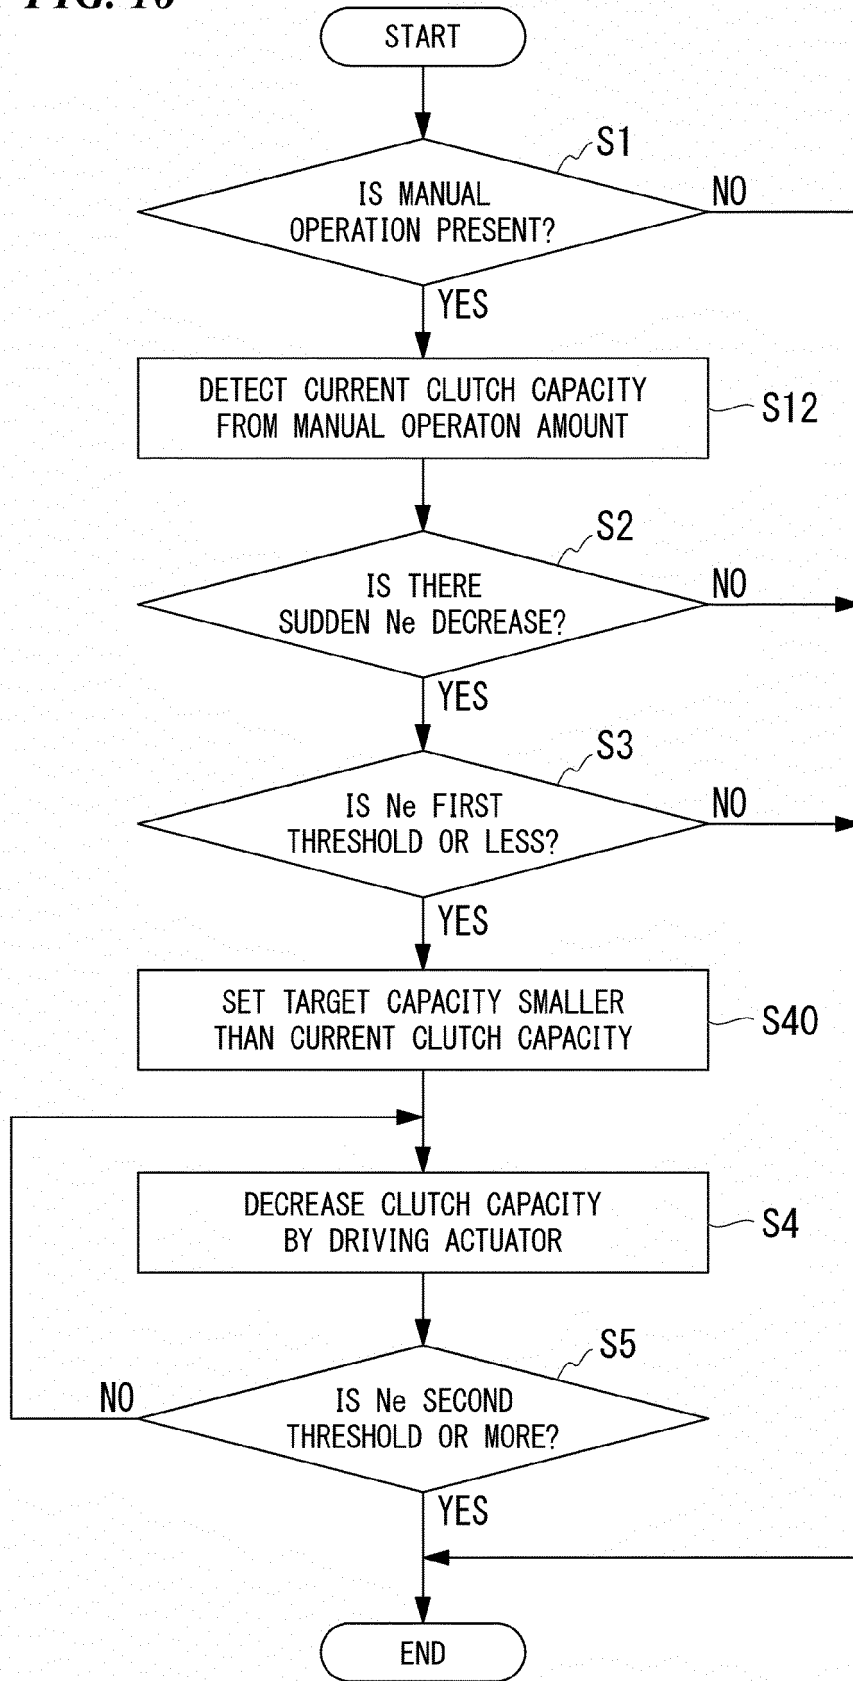 START
S1
IS MANUAL
OPERATION PRESENT?
NO
YES
DETECT CURRENT CLUTCH CAPACITY
FROM MANUAL OPERATON AMOUNT
S12
S2
IS THERE
SUDDEN Ne DECREASE?
NO
YES
S3
IS Ne FIRST
THRESHOLD OR LESS?
NO
YES
SET TARGET CAPACITY SMALLER
THAN CURRENT CLUTCH CAPACITY
S40
DECREASE CLUTCH CAPACITY
BY DRIVING ACTUATOR
S4
S5
NO
IS Ne SECOND
THRESHOLD OR MORE?
YES
END